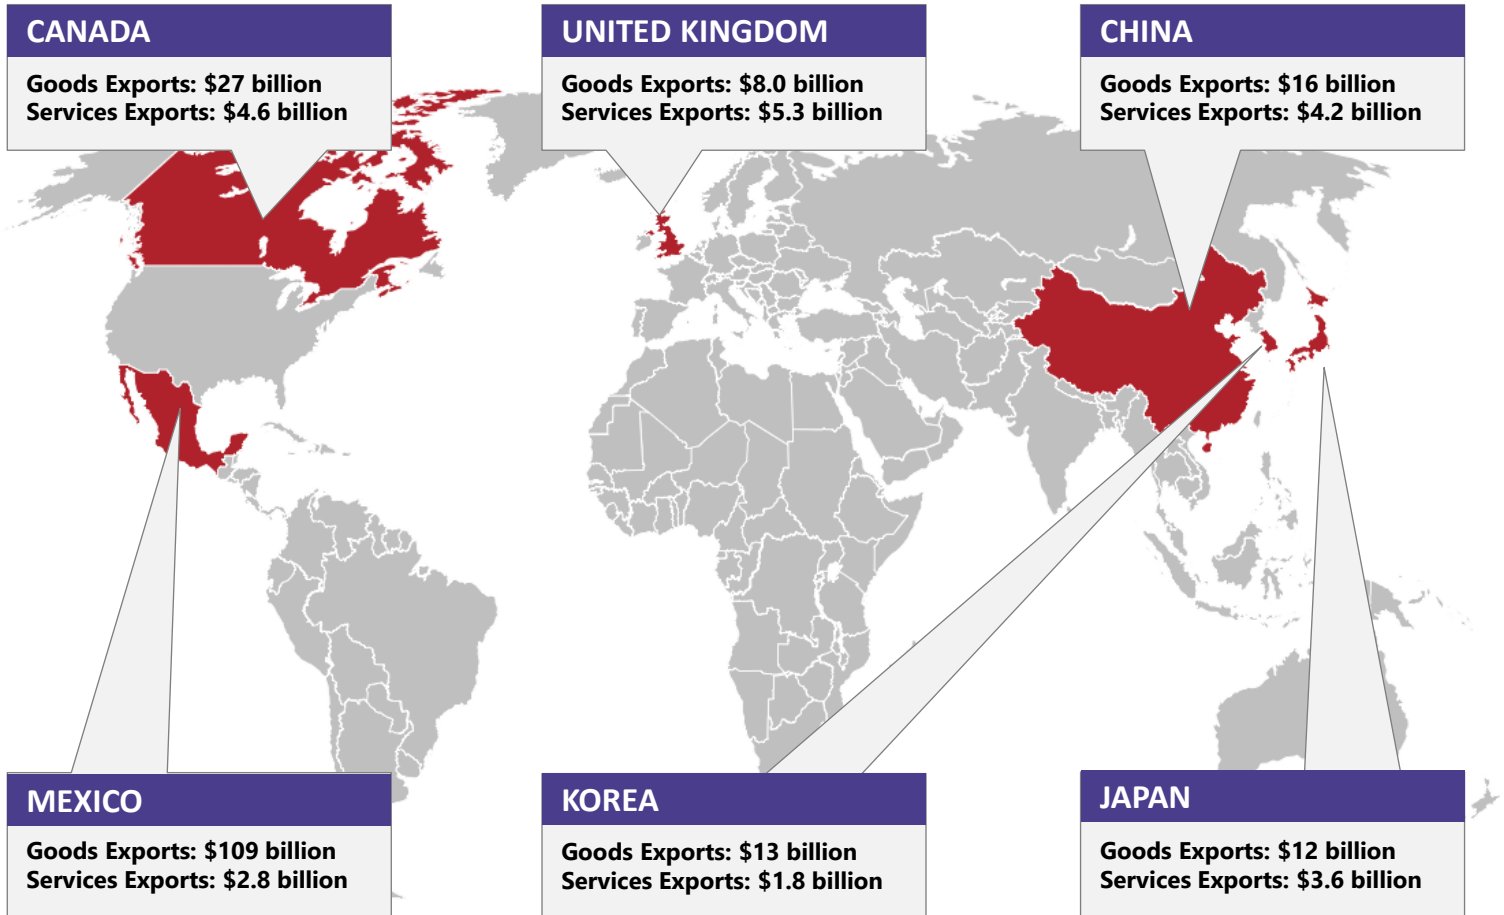 CANADA
Goods Exports: $27 billion
Services Exports: $4.6 billion
UNITED KINGDOM
Goods Exports: $8.0 billion
Services Exports: $5.3 billion
CHINA
Goods Exports: $16 billion
Services Exports: $4.2 billion
MEXICO
Goods Exports: $109 billion
Services Exports: $2.8 billion
KOREA
Goods Exports: $13 billion
Services Exports: $1.8 billion
JAPAN
Goods Exports: $12 billion
Services Exports: $3.6 billion